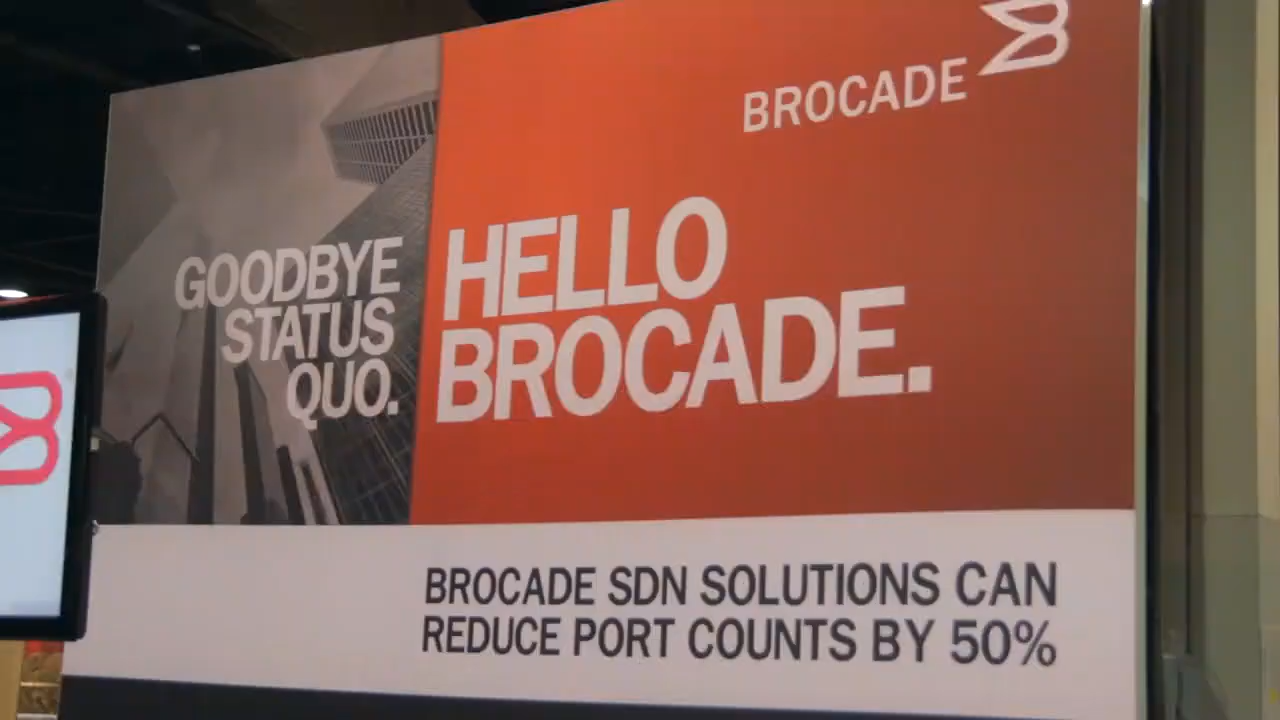 BROCADE
GOODBYE
STATUS
QUO.
HELLO
BROCADE.
BROCADE SDN SOLUTIONS CAN
REDUCE PORT COUNTS BY 50%